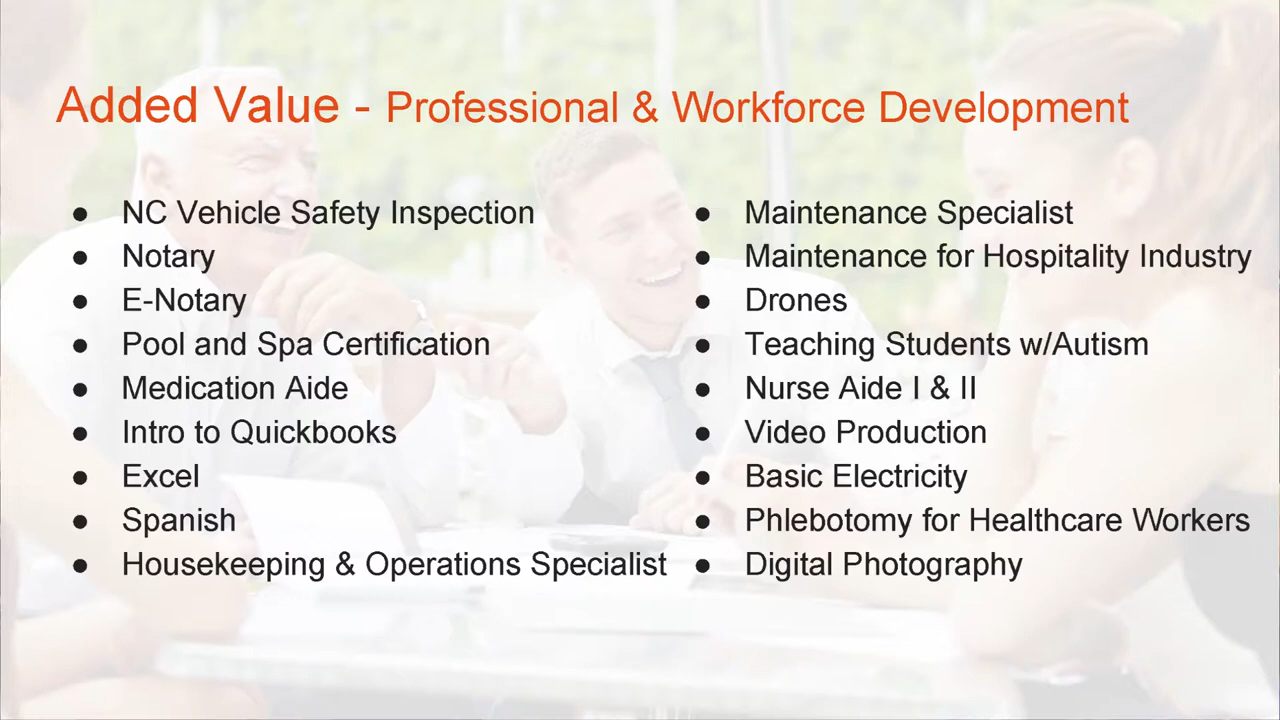 Added Value - Professional & Workforce Development
● NC Vehicle Safety Inspection
● Notary
● E-Notary
● Pool and Spa Certification
● Medication Aide
● Intro to Quickbooks
● Excel
● Spanish
● Housekeeping & Operations Specialist
● Maintenance Specialist
● Maintenance for Hospitality Industry
● Drones
● Teaching Students w/Autism
● Nurse Aide I & II
● Video Production
● Basic Electricity
● Phlebotomy for Healthcare Workers
● Digital Photography